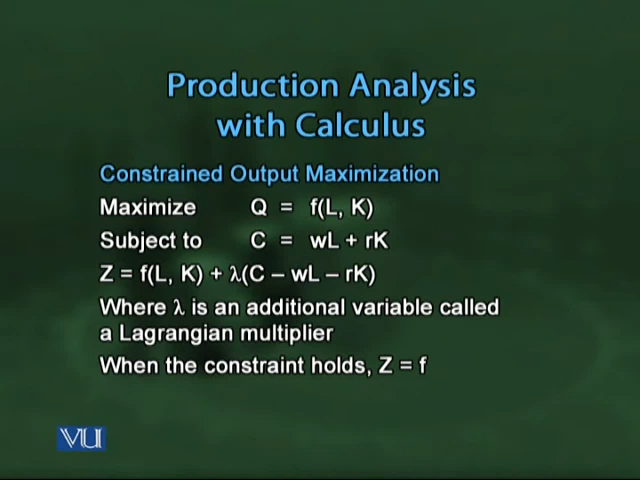 Production Analysis
with Calculus
Constrained Output Maximization
Maximize Q = f(L, K)
Subject to C = wL + rK
Z = f(L, K) + λ(C – wL – rK)
Where λ is an additional variable called
a Lagrangian multiplier
When the constraint holds, Z = f
VU